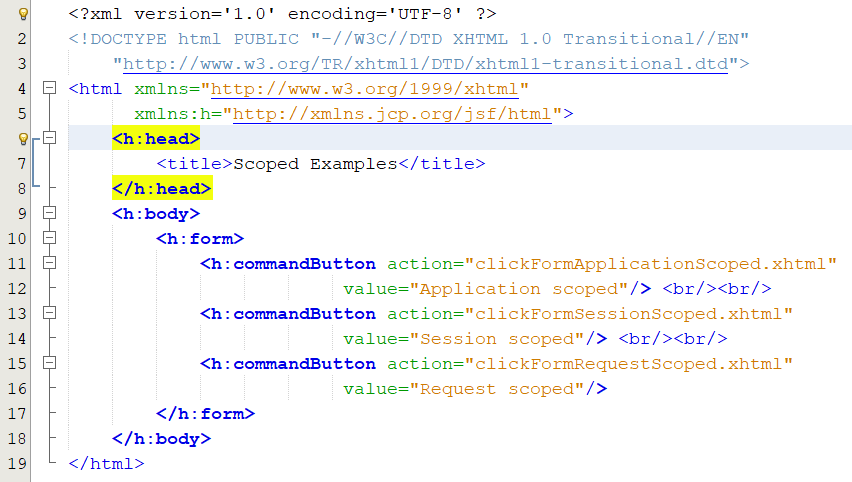 <?xml version='1.0' encoding='UTF-8' ?>
2 <!DOCTYPE html PUBLIC "-//W3C//DTD XHTML 1.0 Transitional//EN"
3 "http://www.w3.org/TR/xhtml1/DTD/xhtml1-transitional.dtd">
4 <html xmlns="http://www.w3.org/1999/xhtml"
5 xmlns:h="http://xmlns.jcp.org/jsf/html">
<h:head>
7 <title>Scoped Examples</title>
8 </h:head>
9 <h:body>
10 <h:form>
11 <h:commandButton action="clickFormApplicationScoped.xhtml"
12 value="Application scoped"/> <br/><br/>
13 <h:commandButton action="clickFormSessionScoped.xhtml"
14 value="Session scoped"/> <br/><br/>
15 <h:commandButton action="clickFormRequestScoped.xhtml"
16 value="Request scoped"/>
17 </h:form>
18 </h:body>
19 </html>